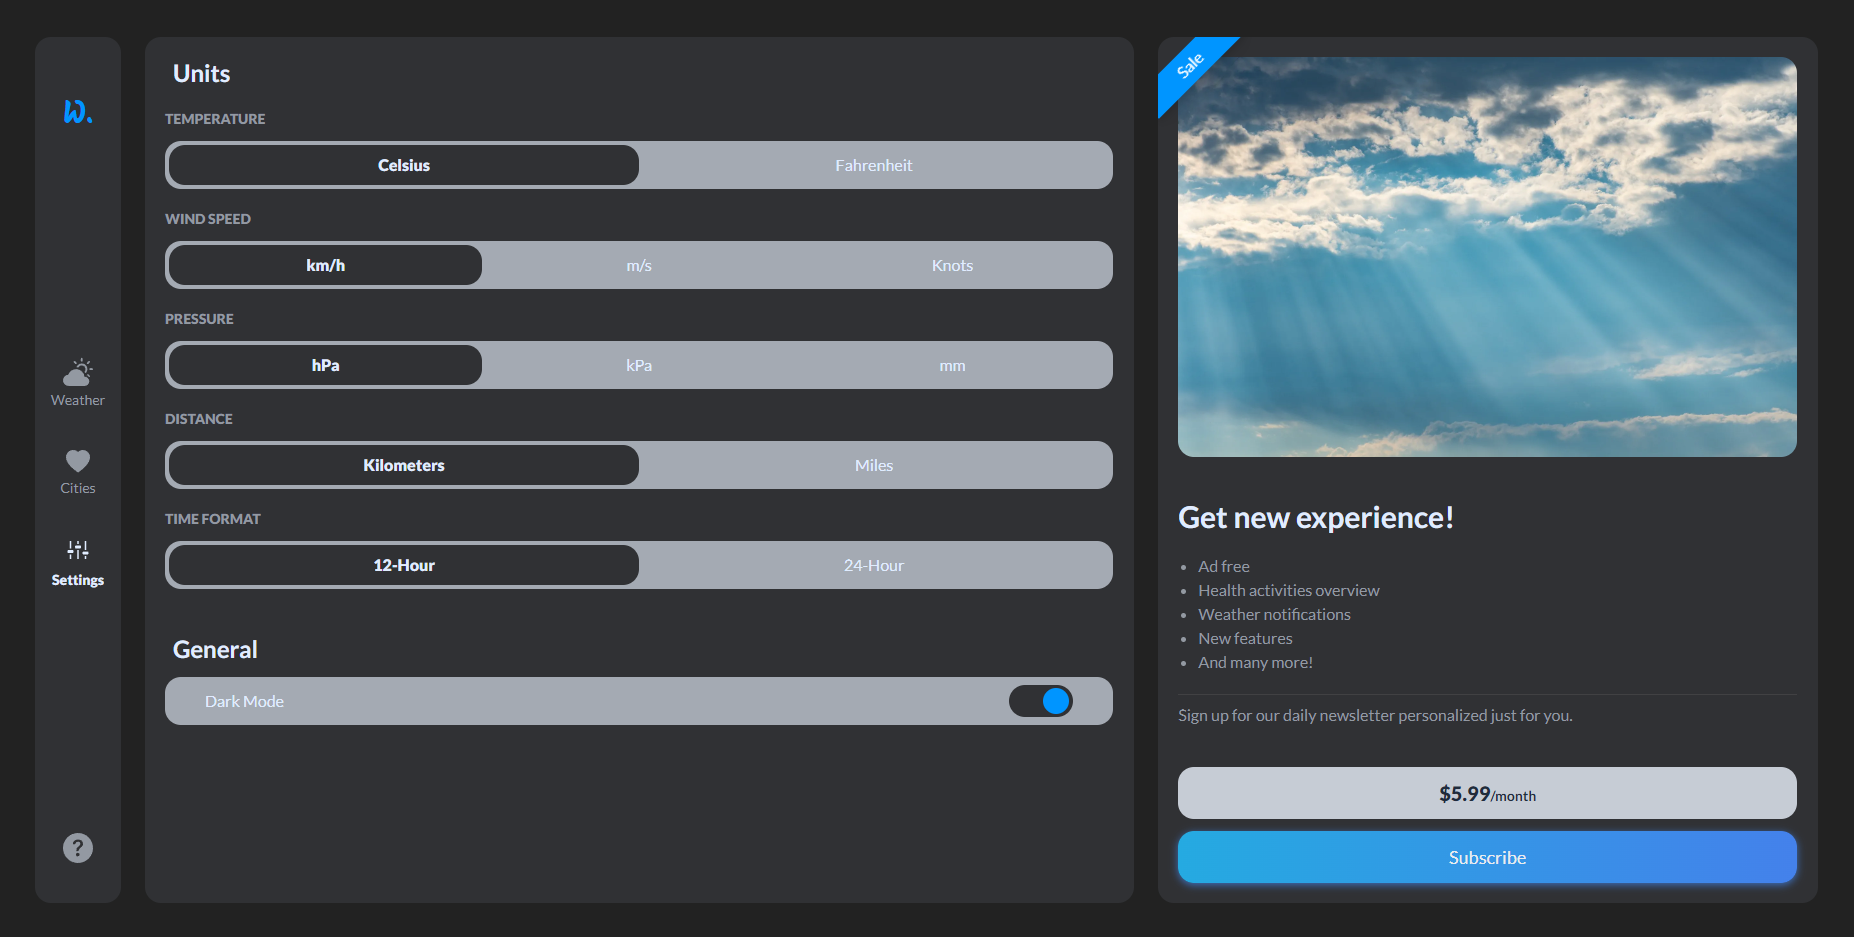 W.
Weather
Cities
Settings
?
Units
TEMPERATURE
Celsius Fahrenheit
WIND SPEED
km/h m/s Knots
PRESSURE
hPa kPa mm
DISTANCE
Kilometers Miles
TIME FORMAT
12-Hour 24-Hour
General
Dark Mode
Sale
Get new experience!
• Ad free
• Health activities overview
• Weather notifications
• New features
• And many more!
Sign up for our daily newsletter personalized just for you.
$5.99/month
Subscribe